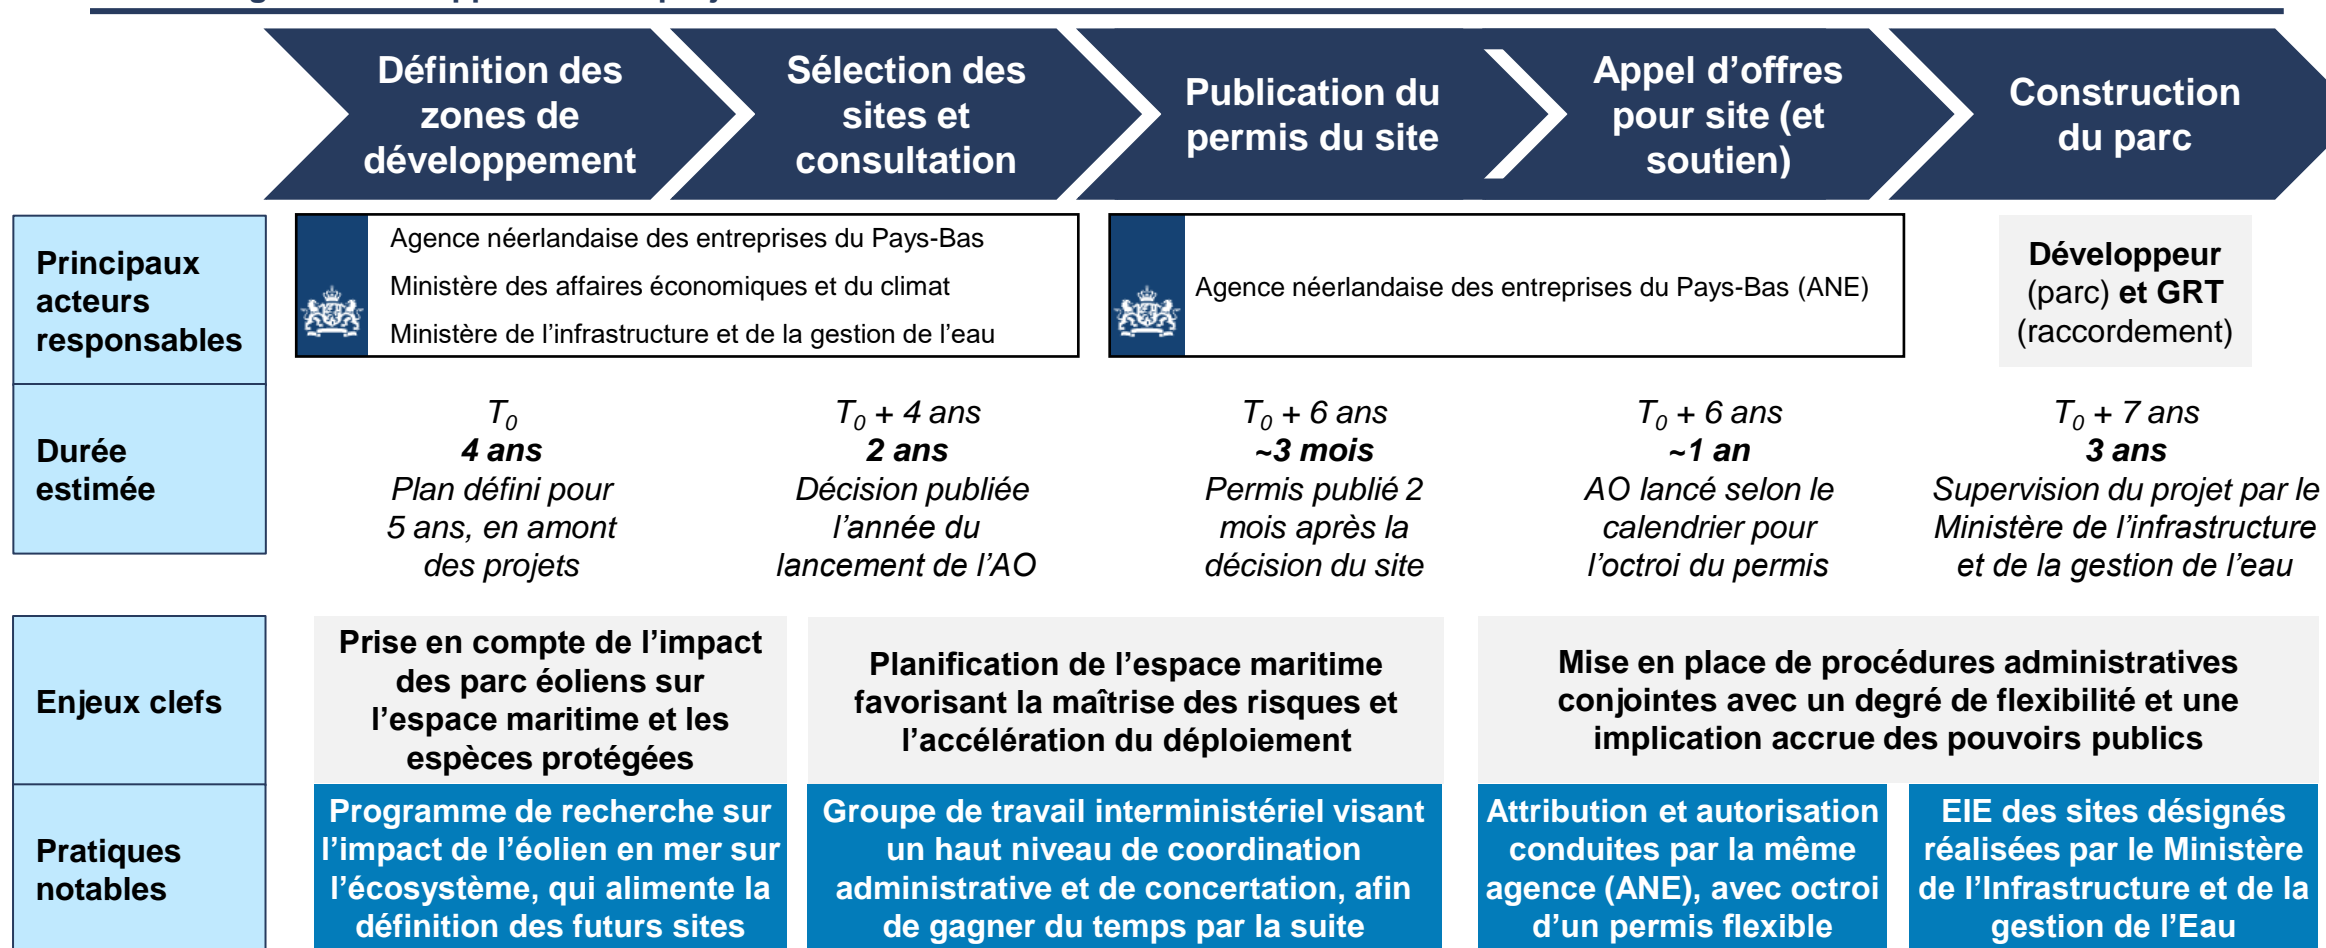 Définition des
zones de
développement
Sélection des
sites et
consultation
Publication du
permis du site
Appel d’offres
pour site (et
soutien)
Construction
du parc
Principaux
acteurs
responsables
Agence néerlandaise des entreprises du Pays-Bas
Ministère des affaires économiques et du climat
Ministère de l’infrastructure et de la gestion de l’eau
Agence néerlandaise des entreprises du Pays-Bas (ANE)
Développeur
(parc) et GRT
(raccordement)
Durée
estimée
T0
4 ans
Plan défini pour
5 ans, en amont
des projets
T0 + 4 ans
2 ans
Décision publiée
l’année du
lancement de l’AO
T0 + 6 ans
~3 mois
Permis publié 2
mois après la
décision du site
T0 + 6 ans
~1 an
AO lancé selon le
calendrier pour
l’octroi du permis
T0 + 7 ans
3 ans
Supervision du projet par le
Ministère de l’infrastructure
et de la gestion de l’eau
Enjeux clefs
Prise en compte de l’impact
des parc éoliens sur
l’espace maritime et les
espèces protégées
Planification de l’espace maritime
favorisant la maîtrise des risques et
l’accélération du déploiement
Mise en place de procédures administratives
conjointes avec un degré de flexibilité et une
implication accrue des pouvoirs publics
Pratiques
notables
Programme de recherche sur
l’impact de l’éolien en mer sur
l’écosystème, qui alimente la
définition des futurs sites
Groupe de travail interministériel visant
un haut niveau de coordination
administrative et de concertation, afin
de gagner du temps par la suite
Attribution et autorisation
conduites par la même
agence (ANE), avec octroi
d’un permis flexible
EIE des sites désignés
réalisées par le Ministère
de l’Infrastructure et de la
gestion de l’Eau